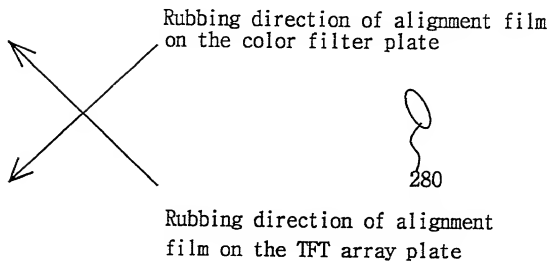 Rubbing direction of alignment film
on the color filter plate
280
Rubbing direction of alignment
film on the TFT array plate